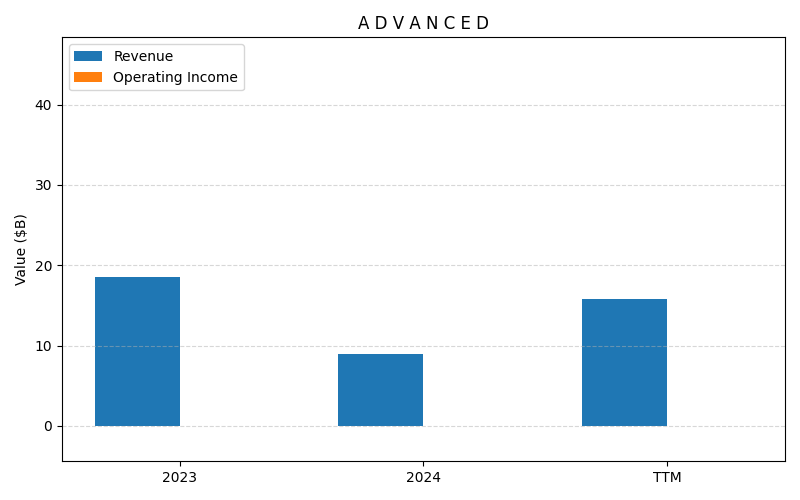 A D V A N C E D
Revenue
Operating Income
Value ($B)
40
30
20
10
0
2023 2024 TTM